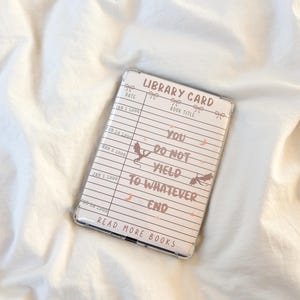 LIBRARY CARD
DATE
BOOK TITLE
YOU
DO NOT
YIELD
TO WHATEVER
END
READ MORE BOOKS